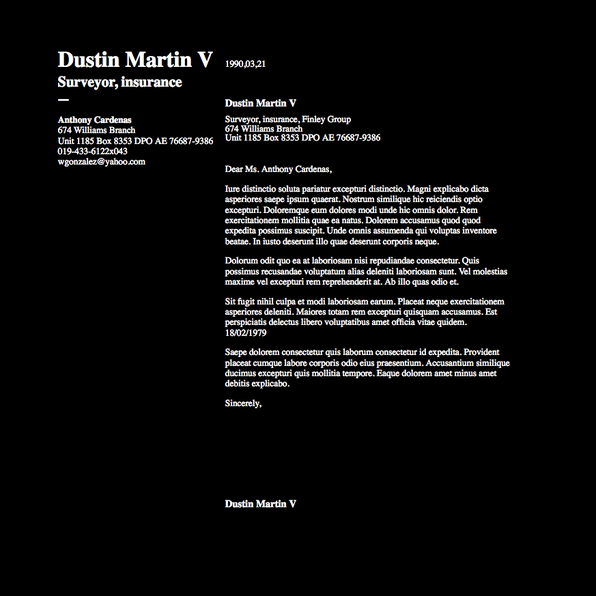 Dustin Martin V
Surveyor, insurance
Anthony Cardenas
674 Williams Branch
Unit 1185 Box 8353 DPO AE 76687-9386
019-433-6122x043
wgonzalez@yahoo.com
1990,03,21
Dustin Martin V
Surveyor, insurance, Finley Group
674 Williams Branch
Unit 1185 Box 8353 DPO AE 76687-9386
Dear Ms. Anthony Cardenas,
Iure distinctio soluta pariatur excepturi distinctio. Magni explicabo dicta
asperiores saepe ipsum quaerat. Nostrum similique hic reiciendis optio
excepturi. Doloremque eum dolores modi unde hic omnis dolor. Rem
exercitationem mollitia quae ea natus. Dolorem accusamus quod quod
expedita possimus suscipit. Unde omnis assumenda qui voluptas inventore
beatae. In iusto deserunt illo quae deserunt corporis neque.
Dolorum odit quo ea at laboriosam nisi repudiandae consectetur. Quis
possimus recusandae voluptatum alias deleniti laboriosam sunt. Vel molestias
maxime vel excepturi rem reprehenderit at. Ab illo quas odio et.
Sit fugit nihil culpa et modi laboriosam earum. Placeat neque exercitationem
asperiores deleniti. Maiores totam rem excepturi quisquam accusamus. Est
perspiciatis delectus libero voluptatibus amet officia vitae quidem.
18/02/1979
Saepe dolorem consectetur quis laborum consectetur id expedita. Provident
placeat cumque labore corporis odio eius praesentium. Accusantium similique
ducimus excepturi quis mollitia tempore. Eaque dolorem amet minus amet
debitis explicabo.
Sincerely,
Dustin Martin V